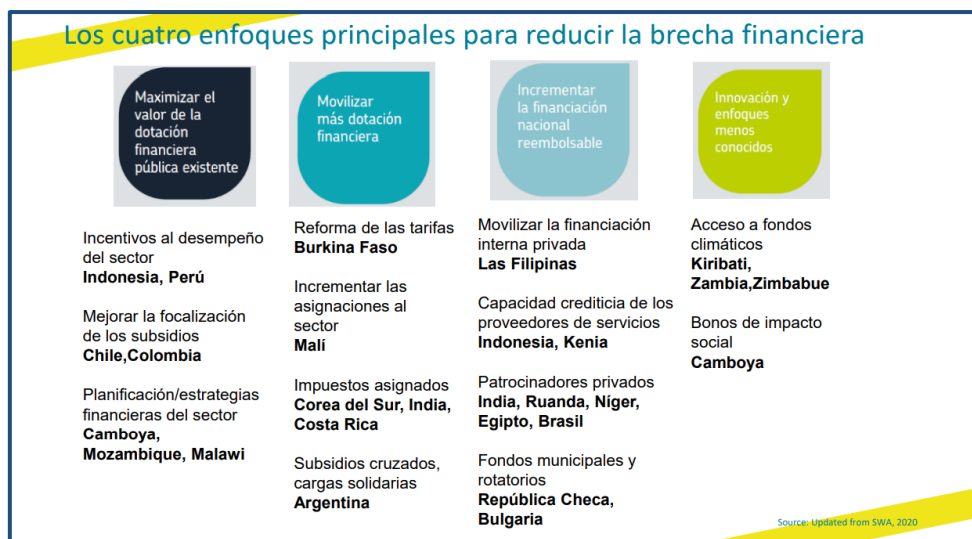 Los cuatro enfoques principales para reducir la brecha financiera
Maximizar el
valor de la
dotación
financiera
pública existente
Incentivos al desempeño
del sector
Indonesia, Perú
Mejorar la focalización
de los subsidios
Chile,Colombia
Planificación/estrategias
financieras del sector
Camboya,
Mozambique, Malawi
Movilizar
más dotación
financiera
Reforma de las tarifas
Burkina Faso
Incrementar las
asignaciones al
sector
Malí
Impuestos asignados
Corea del Sur, India,
Costa Rica
Subsidios cruzados,
cargas solidarias
Argentina
Incrementar
la financiación
nacional
reembolsable
Movilizar la financiación
interna privada
Las Filipinas
Capacidad crediticia de los
proveedores de servicios
Indonesia, Kenia
Patrocinadores privados
India, Ruanda, Níger,
Egipto, Brasil
Fondos municipales y
rotatorios
República Checa,
Bulgaria
Innovación y
enfoques
menos
conocidos
Acceso a fondos
climáticos
Kiribati,
Zambia,Zimbabue
Bonos de impacto
social
Camboya
Source: Updated from SWA, 2020